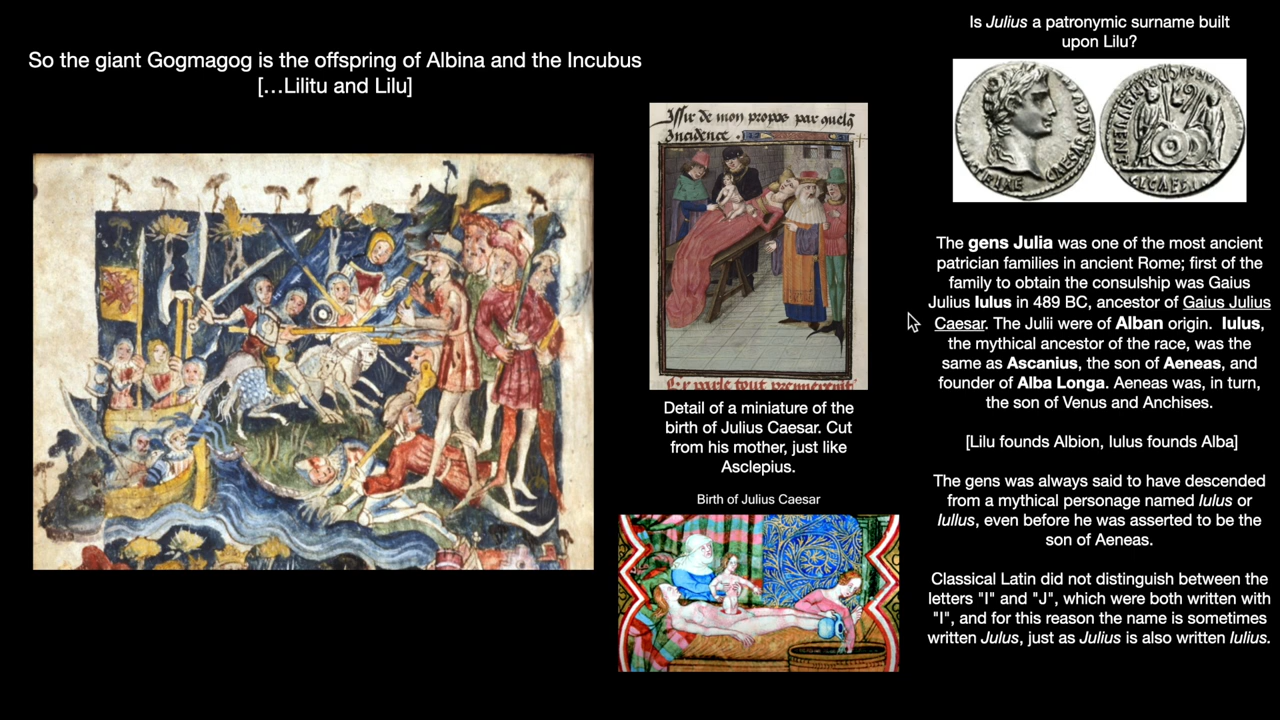 So the giant Gogmagog is the offspring of Albina and the Incubus
[...Lilitu and Lilu]
Issir de mon propos par quelq
Incidence.
Detail of a miniature of the
birth of Julius Caesar. Cut
from his mother, just like
Asclepius.
Birth of Julius Caesar
Is Julius a patronymic surname built
upon Lilu?
The gens Julia was one of the most ancient
patrician families in ancient Rome; first of the
family to obtain the consulship was Gaius
Julius Iulus in 489 BC, ancestor of Gaius Julius
Caesar. The Julii were of Alban origin. Iulus,
the mythical ancestor of the race, was the
same as Ascanius, the son of Aeneas, and
founder of Alba Longa. Aeneas was, in turn,
the son of Venus and Anchises.
[Lilu founds Albion, Iulus founds Alba]
The gens was always said to have descended
from a mythical personage named Iulus or
Iullus, even before he was asserted to be the
son of Aeneas.
Classical Latin did not distinguish between the
letters "I" and "J", which were both written with
"I", and for this reason the name is sometimes
written Julus, just as Julius is also written Iulius.